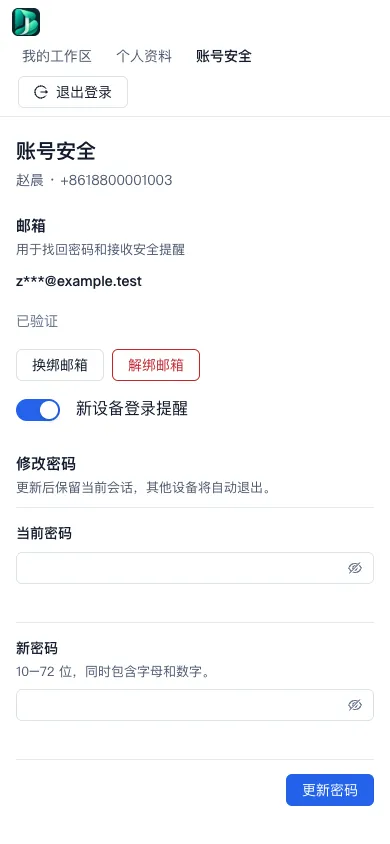 我的工作区 个人资料 账号安全
退出登录
账号安全
赵晨 · +8618800001003
邮箱
用于找回密码和接收安全提醒
z***@example.test
已验证
换绑邮箱 解绑邮箱
新设备登录提醒
修改密码
更新后保留当前会话，其他设备将自动退出。
当前密码
新密码
10–72 位，同时包含字母和数字。
更新密码